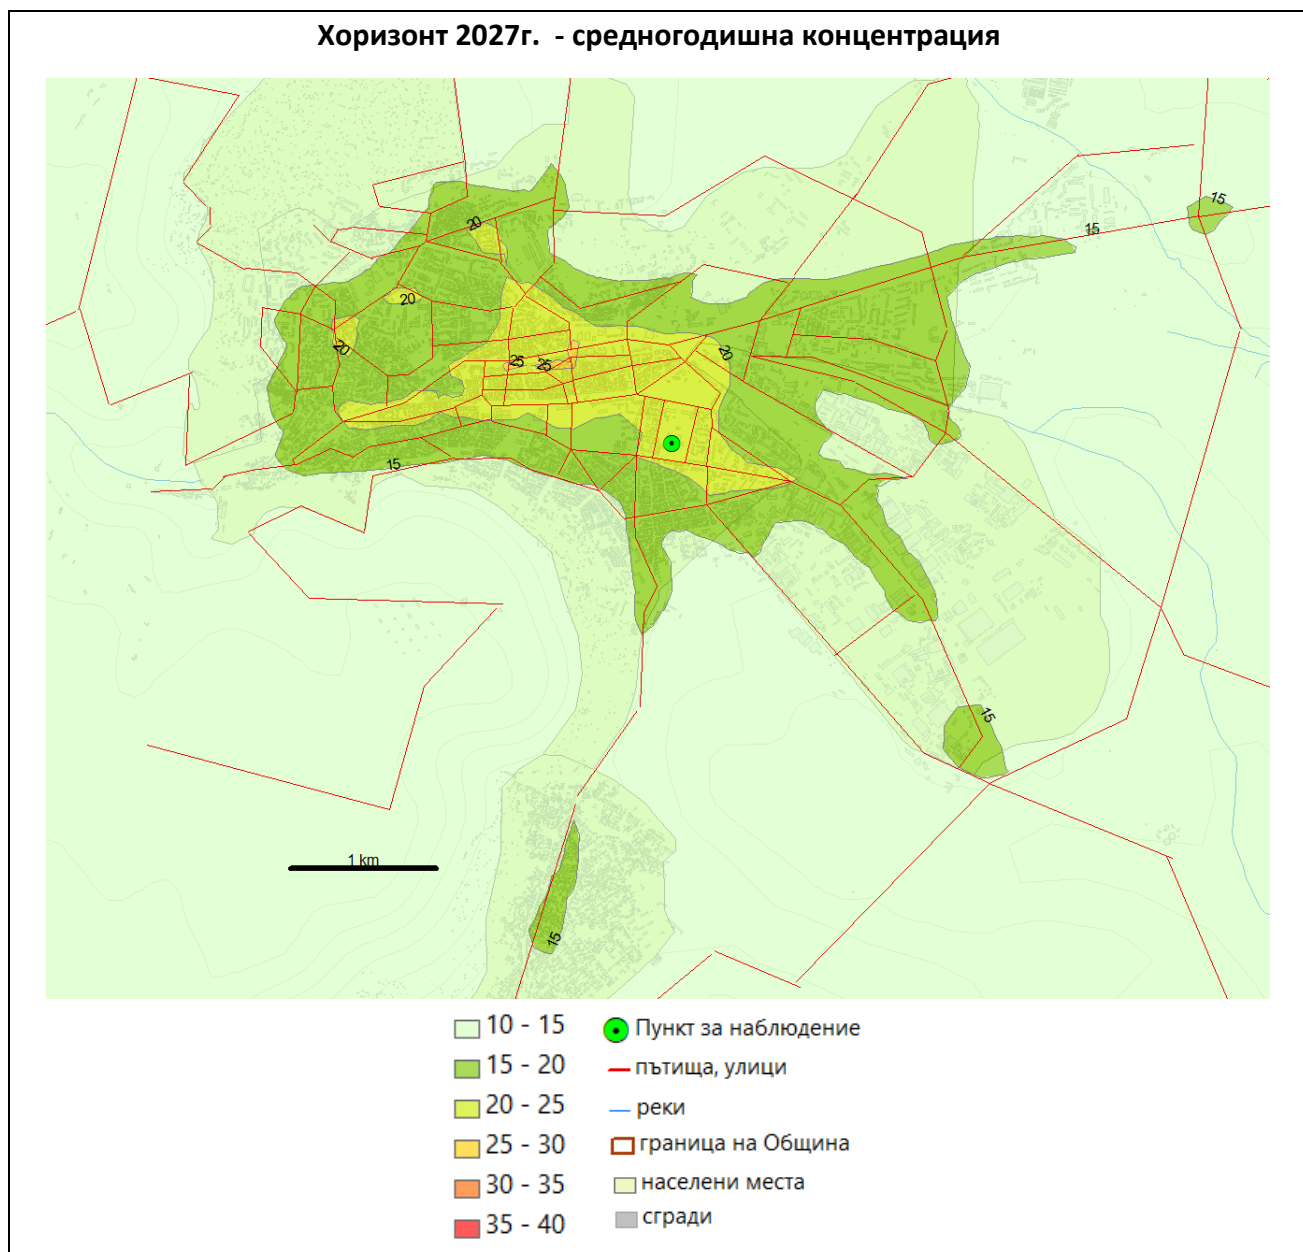 Хоризонт 2027г. - средногодишна концентрация
15
20
15
20
20
20
25
25
15
15
1 km
15
10 - 15
Пункт за наблюдение
15 - 20
пътища, улици
20 - 25
реки
25 - 30
граница на Община
30 - 35
населени места
35 - 40
сгради